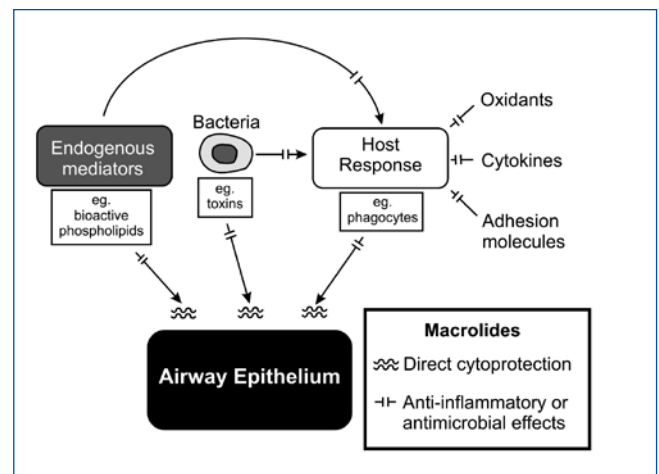 Endogenous
mediators
eg.
bioactive
phospholipids
Bacteria
eg.
toxins
Host
Response
eg.
phagocytes
Oxidants
Cytokines
Adhesion
molecules
Airway Epithelium
Macrolides
Direct cytoprotection
Anti-inflammatory or
antimicrobial effects